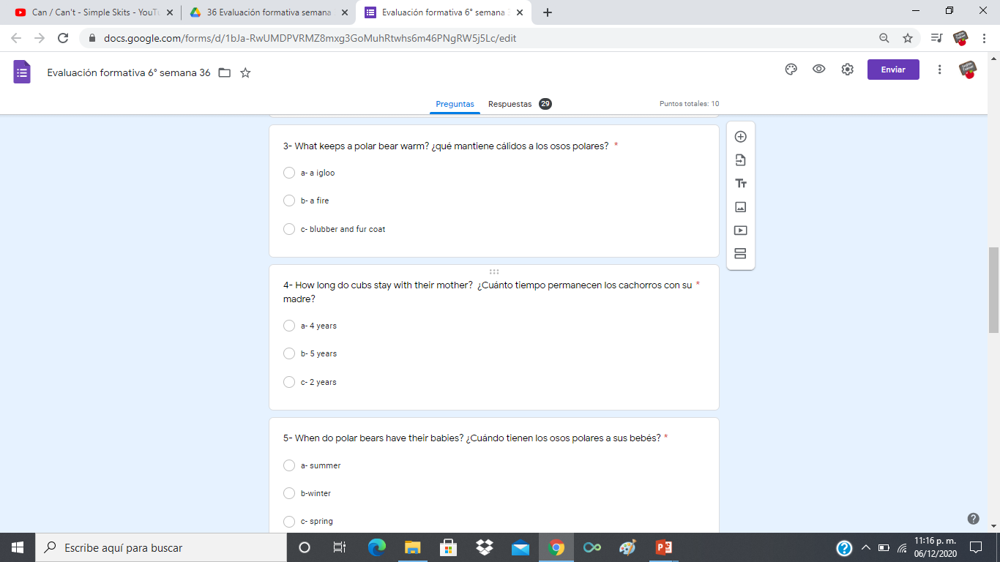 Can / Can't - Simple Skits - YouTu
36 Evaluación formativa semana
Evaluación formativa 6° semana
docs.google.com/forms/d/1bJa-RwUMDPVRMZ8mxg3GoMuhRtwhs6m46PNgRW5j5Lc/edit
Evaluación formativa 6° semana 36
Enviar
Preguntas
Respuestas 29
Puntos totales: 10
3- What keeps a polar bear warm? ¿qué mantiene cálidos a los osos polares? *
a- a igloo
b- a fire
c- blubber and fur coat
4- How long do cubs stay with their mother? ¿Cuánto tiempo permanecen los cachorros con su *
madre?
a- 4 years
b- 5 years
c- 2 years
5- When do polar bears have their babies? ¿Cuándo tienen los osos polares a sus bebés? *
a- summer
b-winter
c- spring
Escribe aquí para buscar
11:16 p. m.
06/12/2020